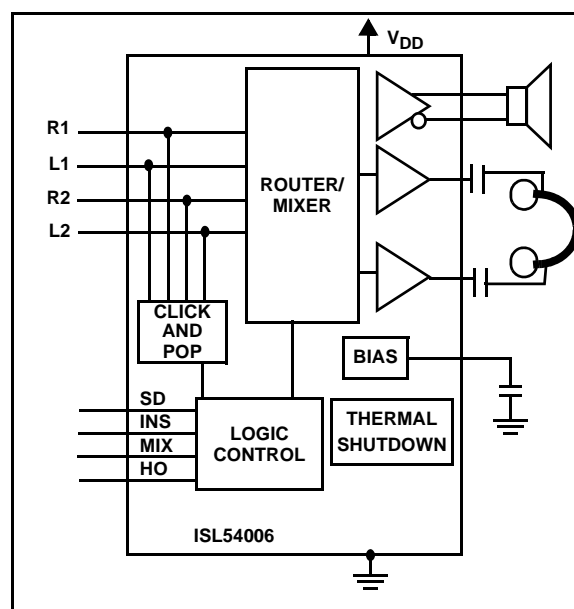 VDD
R1
L1
R2
L2
ROUTER/
MIXER
CLICK
AND
POP
BIAS
SD
INS
MIX
HO
LOGIC
CONTROL
THERMAL
SHUTDOWN
ISL54006